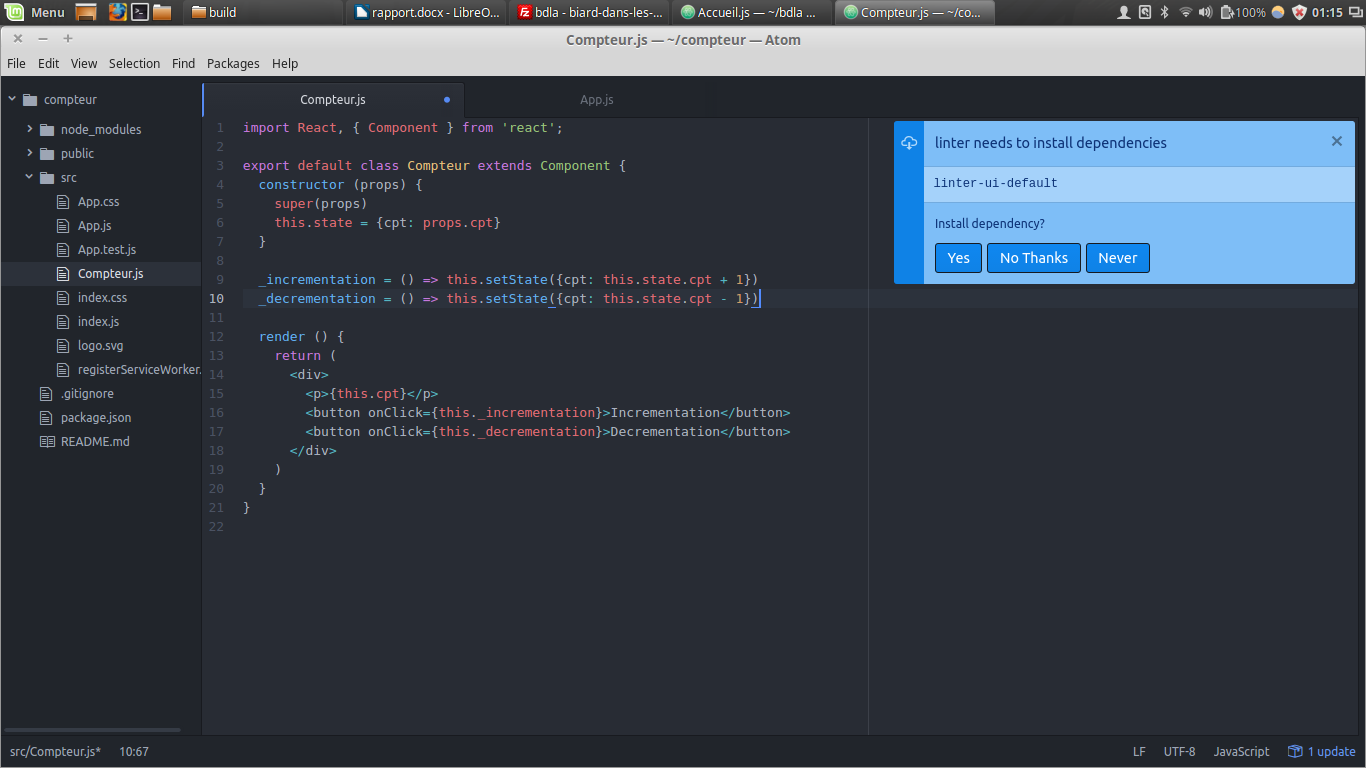 Menu
build
rapport.docx - LibreO...
bdla - biard-dans-les-...
Accueil.js — ~/bdla ...
Compteur.js — ~/co...
100%
01:15
Compteur.js — ~/compteur — Atom
File Edit View Selection Find Packages Help
compteur
node_modules
public
src
App.css
App.js
App.test.js
Compteur.js
index.css
index.js
logo.svg
registerServiceWorker.
.gitignore
package.json
README.md
Compteur.js
App.js
1 import React, { Component } from 'react';
2
3 export default class Compteur extends Component {
4   constructor (props) {
5     super(props)
6     this.state = {cpt: props.cpt}
7   }
8
9   _incrementation = () => this.setState({cpt: this.state.cpt + 1})
10   _decrementation = () => this.setState({cpt: this.state.cpt - 1})
11
12   render () {
13     return (
14       <div>
15         <p>{this.cpt}</p>
16         <button onClick={this._incrementation}>Incrementation</button>
17         <button onClick={this._decrementation}>Decrementation</button>
18       </div>
19     )
20   }
21 }
22
linter needs to install dependencies
linter-ui-default
Install dependency?
Yes No Thanks Never
src/Compteur.js* 10:67
LF UTF-8 JavaScript 1 update